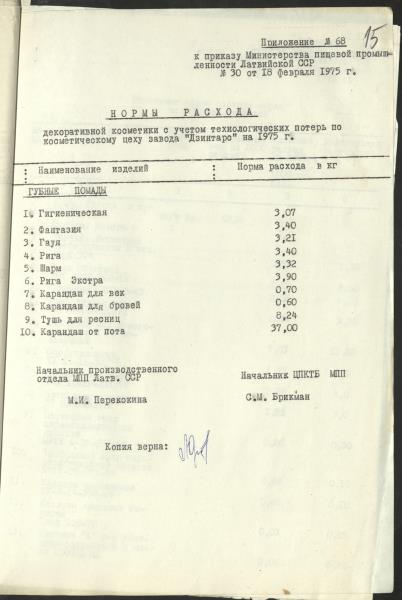 Приложение № 68
15
к приказу Министерства пищевой промыш-
ленности Латвийской ССР
№ 30 от 18 февраля 1975 г.
НОРМЫ РАСХОДА
декоративной косметики с учетом технологических потерь по
косметическому цеху завода "Дзинтарс" на 1975 г.
: Наименование изделий : Норма расхода в кг
ГУБНЫЕ ПОМАДЫ
1. Гигиеническая 3,07
2. Фантазия 3,40
3. Гауя 3,21
4. Рига 3,40
5. Шарм 3,32
6. Рига Экстра 3,90
7. Карандаш для век 0,70
8. Карандаш для бровей 0,60
9. Тушь для ресниц 8,24
10. Карандаш от пота 37,00
Начальник производственного
отдела МПП Латв. ССР
Начальник ЦПКТБ МПП
М.И. Перекокина
С.М. Брикман
Копия верна: